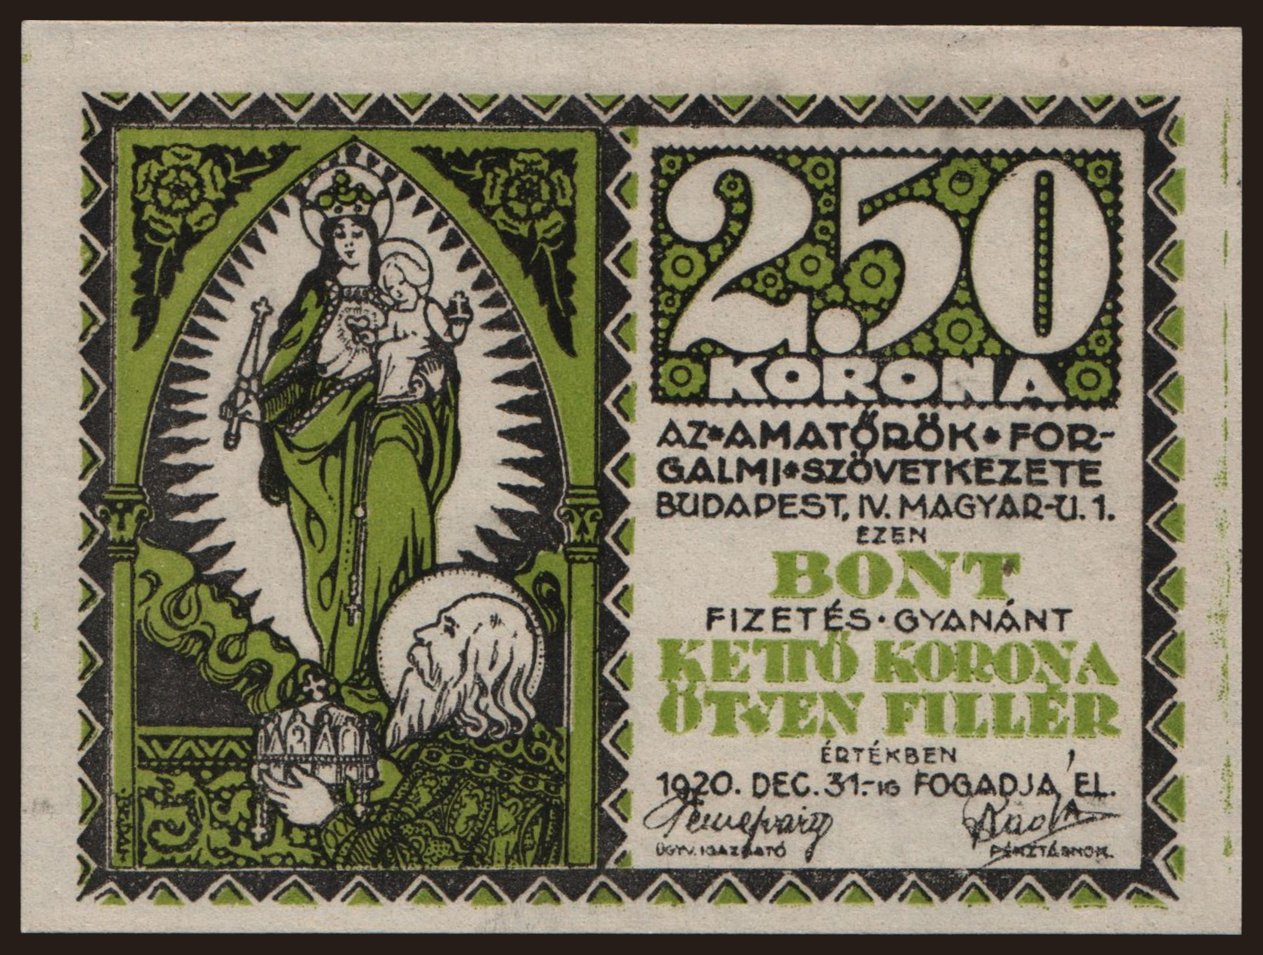 2.50
KORONA
AZ*AMATŐRÖK*FOR-
GALMI*SZÖVETKEZETE
BUDAPEST, IV. MAGYAR-U. 1.
EZEN
BONT
FIZETÉS·GYANÁNT
KETTŐ KORONA
ÖTVEN FILLÉR
ÉRTÉKBEN
1920. DEC. 31.-IG FOGADJA EL.
ÜGYV. IGAZGATÓ PÉNZTÁRNOK.